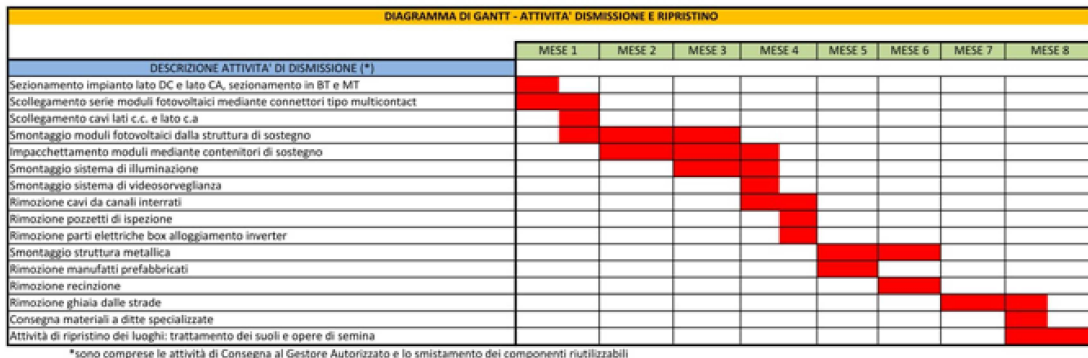 DIAGRAMMA DI GANTT - ATTIVITA' DISMISSIONE E RIPRISTINO
MESE 1 MESE 2 MESE 3 MESE 4 MESE 5 MESE 6 MESE 7 MESE 8
DESCRIZIONE ATTIVITA' DI DISMISSIONE (*)
Sezionamento impianto lato DC e lato CA, sezionamento in BT e MT
Scollegamento serie moduli fotovoltaici mediante connettori tipo multicontact
Scollegamento cavi lati c.c. e lato c.a
Smontaggio moduli fotovoltaici dalla struttura di sostegno
Impacchettamento moduli mediante contenitori di sostegno
Smontaggio sistema di illuminazione
Smontaggio sistema di videosorveglianza
Rimozione cavi da canali interrati
Rimozione pozzetti di ispezione
Rimozione parti elettriche box alloggiamento inverter
Smontaggio struttura metallica
Rimozione manufatti prefabbricati
Rimozione recinzione
Rimozione ghiaia dalle strade
Consegna materiali a ditte specializzate
Attività di ripristino dei luoghi: trattamento dei suoli e opere di semina
*sono comprese le attività di Consegna al Gestore Autorizzato e lo smistamento dei componenti riutilizzabili